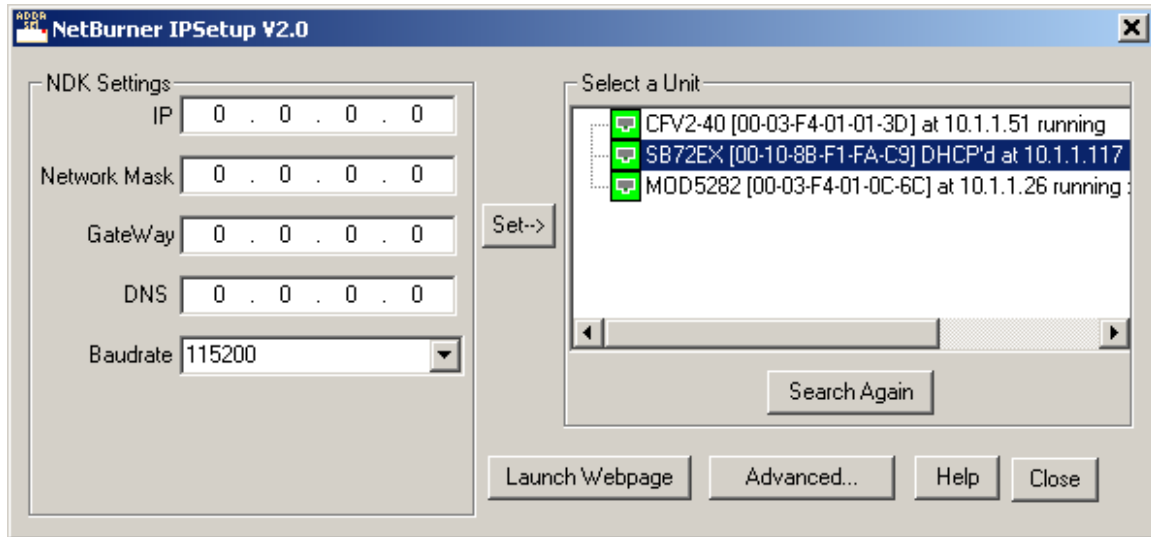 ADDR
SEL
NetBurner IPSetup V2.0
NDK Settings
IP 0 . 0 . 0 . 0
Network Mask 0 . 0 . 0 . 0
GateWay 0 . 0 . 0 . 0
DNS 0 . 0 . 0 . 0
Baudrate 115200
Set-->
Select a Unit
CFV2-40 [00-03-F4-01-01-3D] at 10.1.1.51 running
SB72EX [00-10-8B-F1-FA-C9] DHCP'd at 10.1.1.117
MOD5282 [00-03-F4-01-0C-6C] at 10.1.1.26 running :
Search Again
Launch Webpage
Advanced...
Help
Close